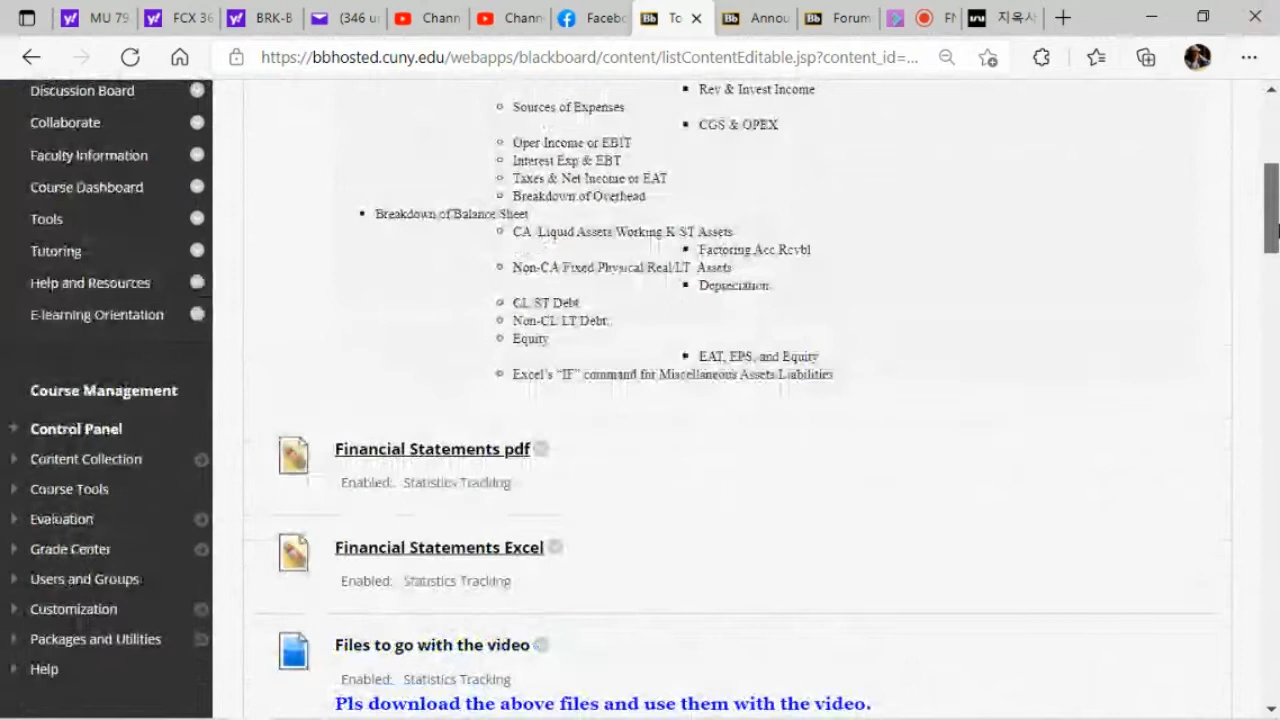 MU 79
FCX 36
BRK-B
(346 u
Chann
Chann
Faceb
To
Annou
Forum
지옥사
https://bbhosted.cuny.edu/webapps/blackboard/content/listContentEditable.jsp?content_id=...
Discussion Board
Collaborate
Faculty Information
Course Dashboard
Tools
Tutoring
Help and Resources
E-learning Orientation
Course Management
Control Panel
Content Collection
Course Tools
Evaluation
Grade Center
Users and Groups
Customization
Packages and Utilities
Help
Rev & Invest Income
Sources of Expenses
CGS & OPEX
Oper Income or EBIT
Interest Exp & EBT
Taxes & Net Income or EAT
Breakdown of Overhead
Breakdown of Balance Sheet
CA Liquid Assets Working K ST Assets
Factoring Acc Rcvbl
Non-CA Fixed Physical Real/LT Assets
Depreciation
CL ST Debt
Non-CL LT Debt
Equity
EAT, EPS, and Equity
Excel's "IF" command for Miscellaneous Assets Liabilities
Financial Statements pdf
Enabled: Statistics Tracking
Financial Statements Excel
Enabled: Statistics Tracking
Files to go with the video
Enabled: Statistics Tracking
Pls download the above files and use them with the video.